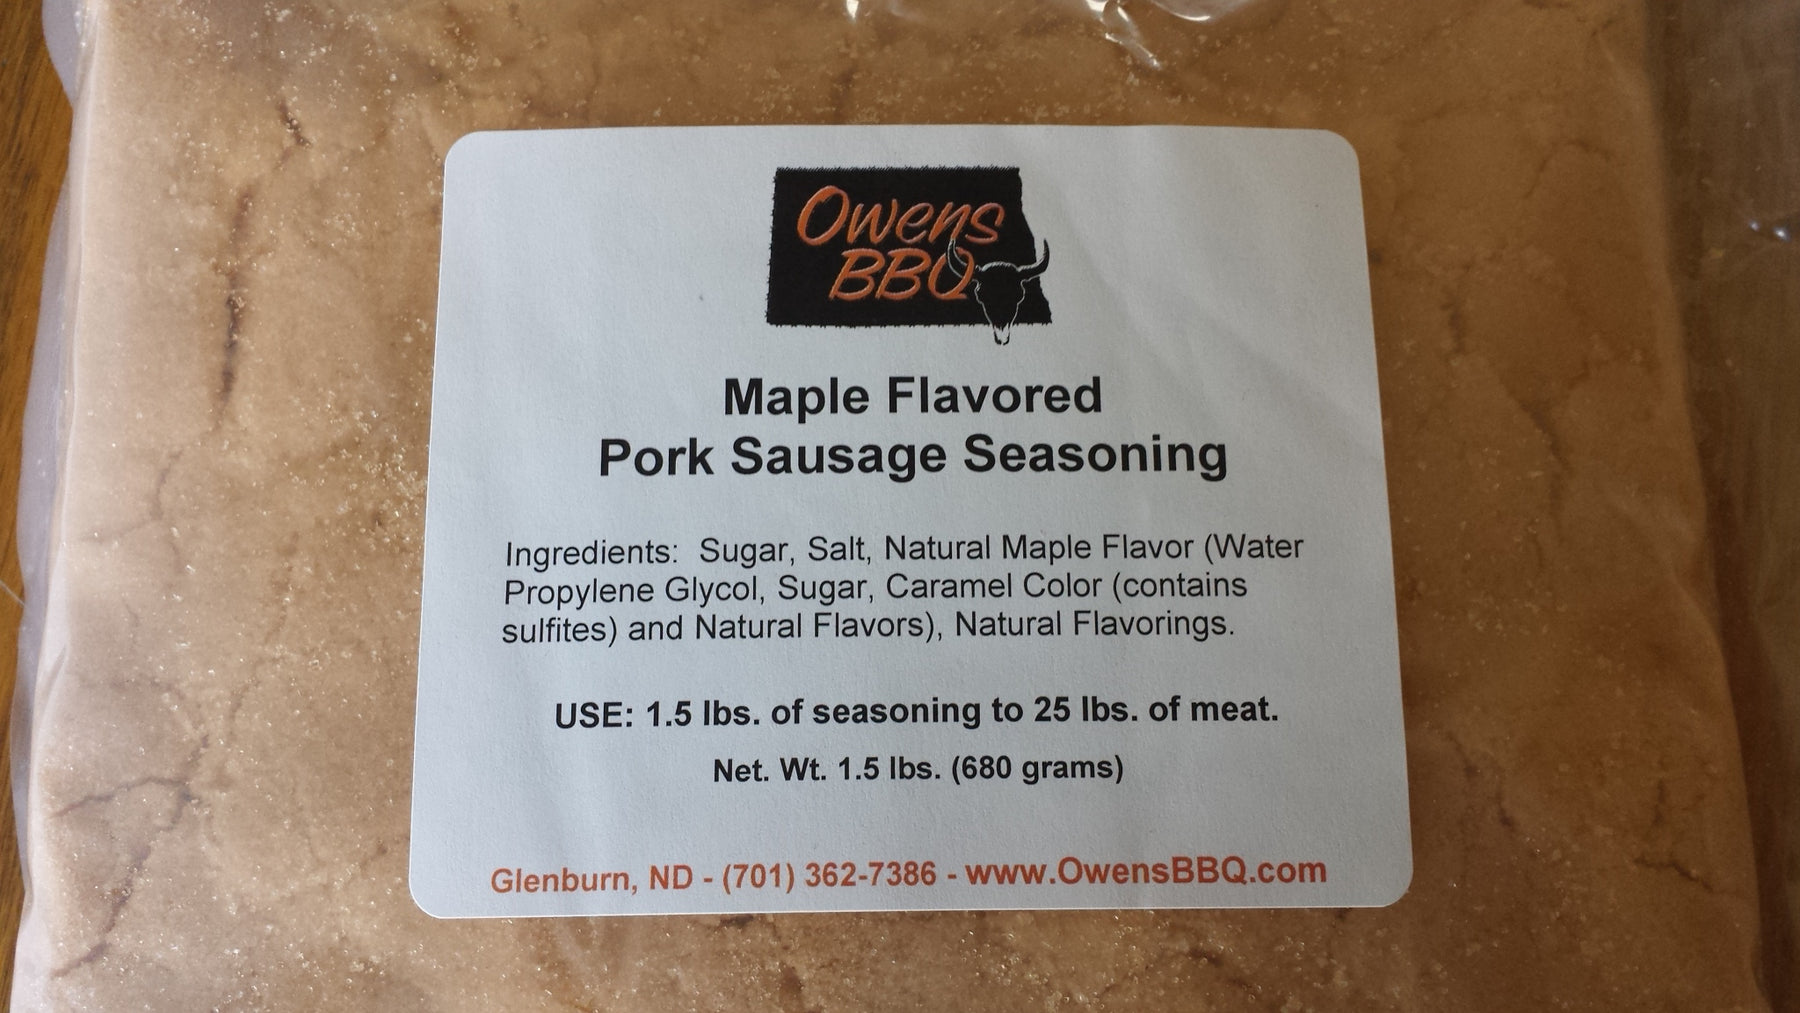 Owens
BBQ
Maple Flavored
Pork Sausage Seasoning
Ingredients: Sugar, Salt, Natural Maple Flavor (Water
Propylene Glycol, Sugar, Caramel Color (contains
sulfites) and Natural Flavors), Natural Flavorings.
USE: 1.5 lbs. of seasoning to 25 lbs. of meat.
Net. Wt. 1.5 lbs. (680 grams)
Glenburn, ND - (701) 362-7386 - www.OwensBBQ.com